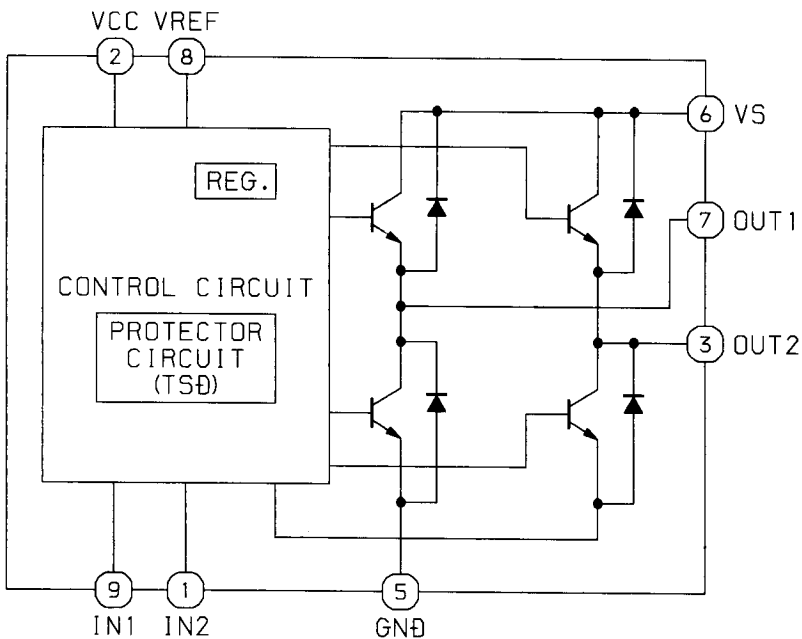 VCC VREF
2 8
6 VS
REG.
7 OUT1
CONTROL CIRCUIT
PROTECTOR
CIRCUIT
(TSD)
3 OUT2
9 1 5
IN1 IN2 GND